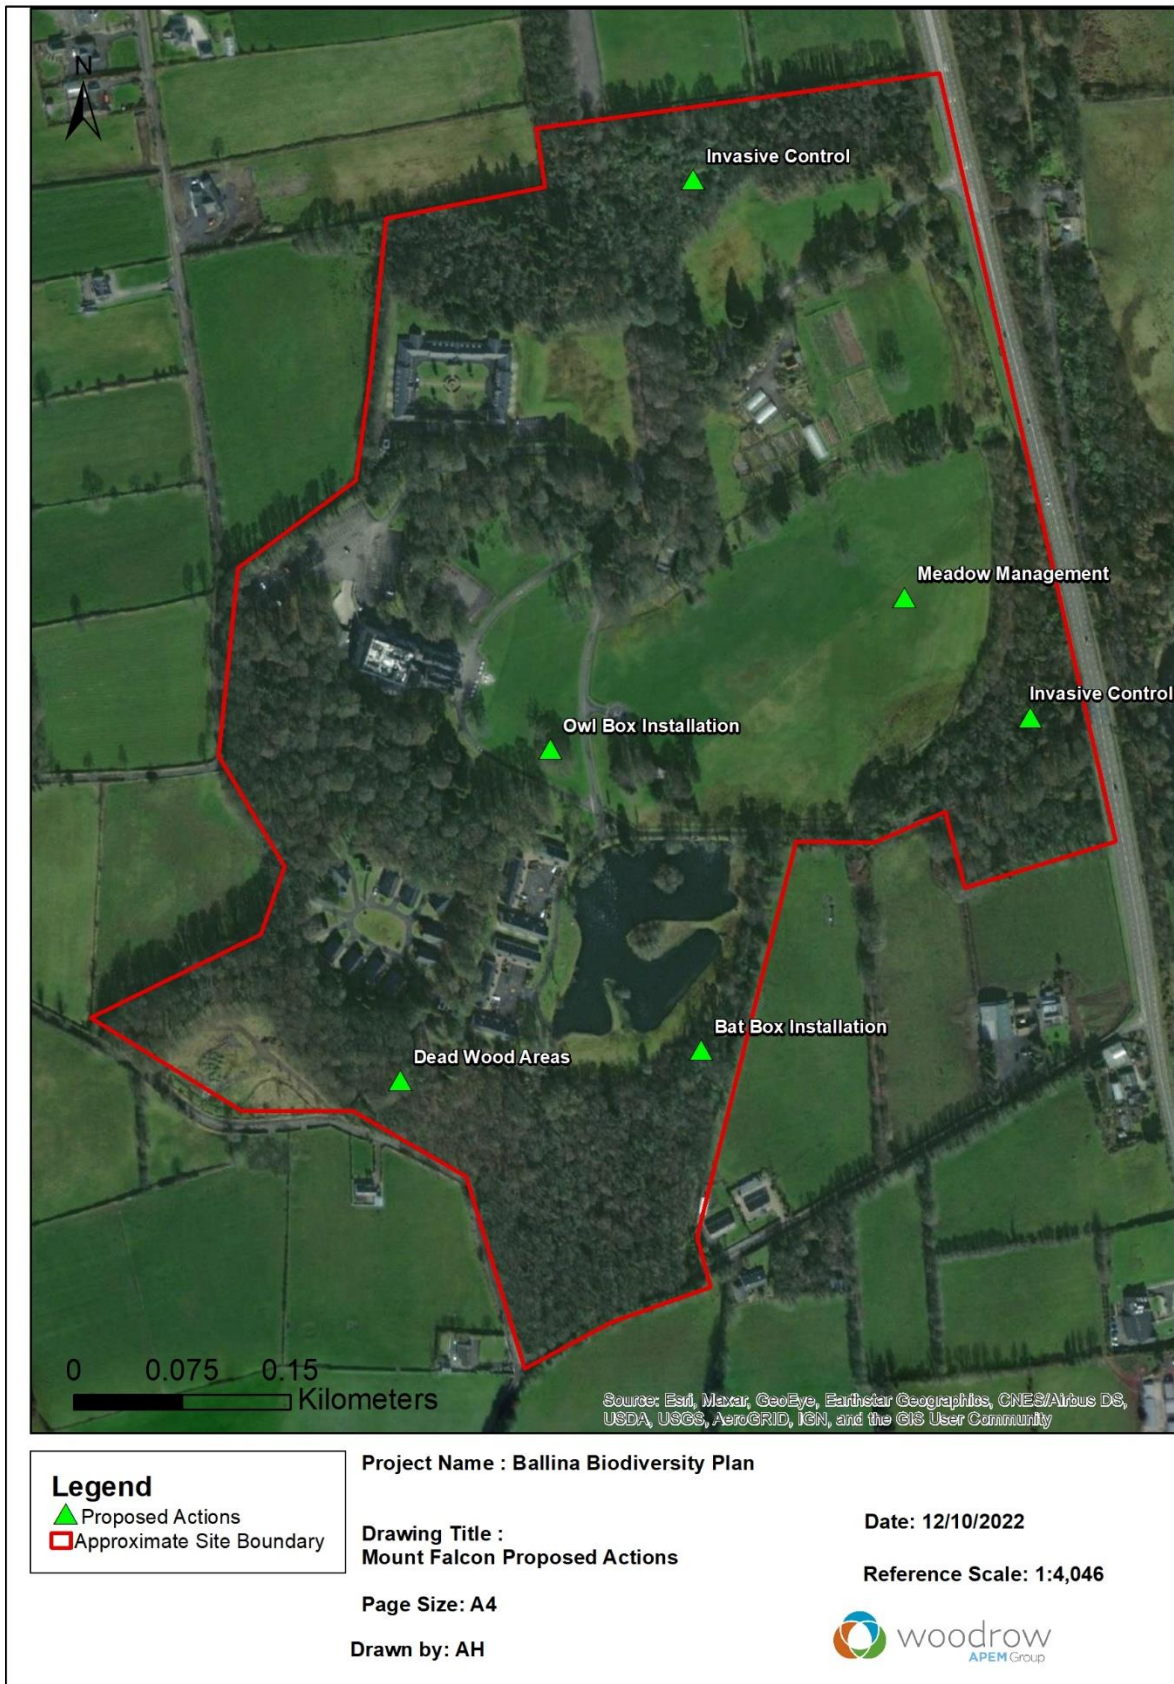 N
Invasive Control
Meadow Management
Invasive Control
Owl Box Installation
Bat Box Installation
Dead Wood Areas
0 0.075 0.15
Kilometers
Source: Esri, Maxar, GeoEye, Earthstar Geographics, CNES/Airbus DS,
USDA, USGS, AeroGRID, IGN, and the GIS User Community
Legend
Proposed Actions
Approximate Site Boundary
Project Name : Ballina Biodiversity Plan
Drawing Title :
Mount Falcon Proposed Actions
Page Size: A4
Drawn by: AH
Date: 12/10/2022
Reference Scale: 1:4,046
woodrow
APEM Group